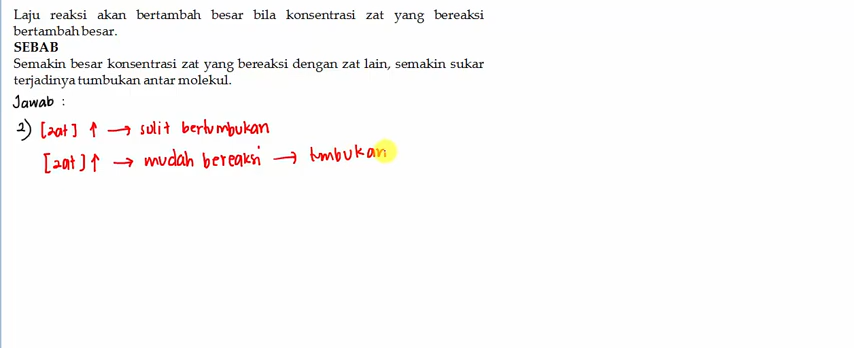 Laju reaksi akan bertambah besar bila konsentrasi zat yang bereaksi
bertambah besar.
SEBAB
Semakin besar konsentrasi zat yang bereaksi dengan zat lain, semakin sukar
terjadinya tumbukan antar molekul.
Jawab :
2) [zat] ↑ → sulit bertumbukan
[zat] ↑ → mudah bereaksi → tumbukan